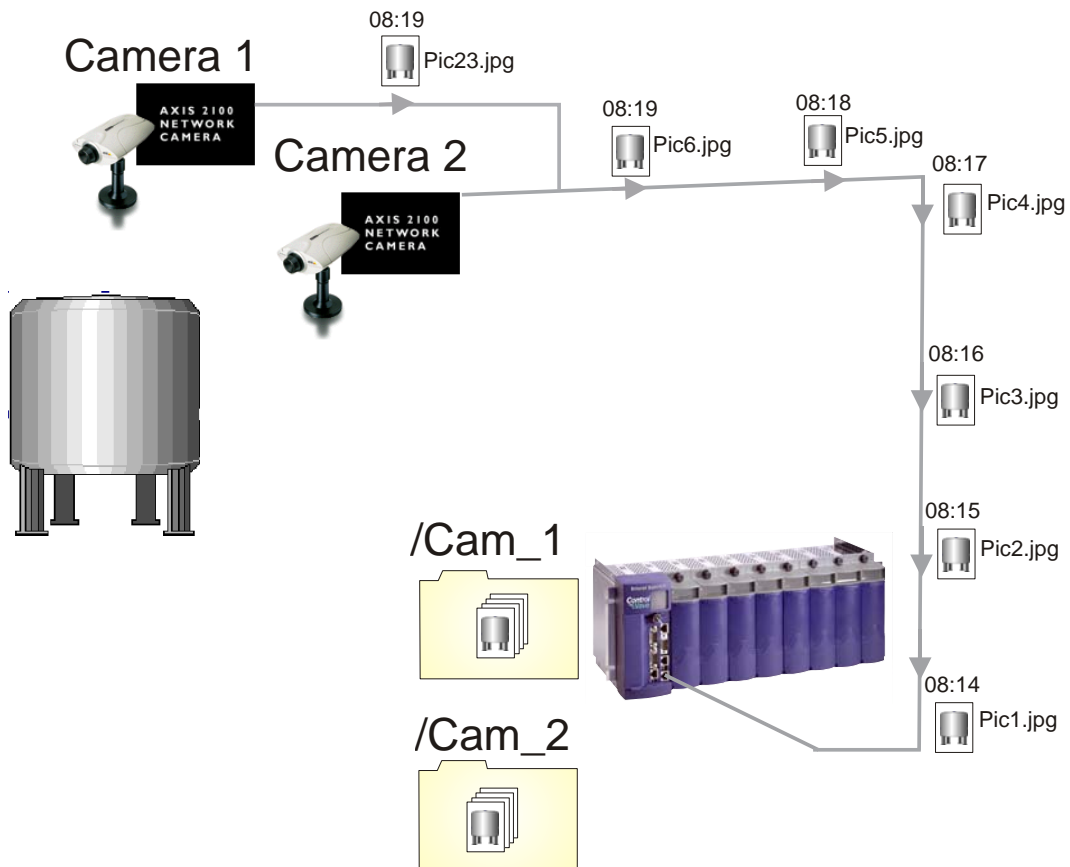 08:19
Camera 1
Pic23.jpg
AXIS 2100
NETWORK
CAMERA
Camera 2
08:19
Pic6.jpg
08:18
Pic5.jpg
08:17
Pic4.jpg
AXIS 2100
NETWORK
CAMERA
08:16
Pic3.jpg
08:15
Pic2.jpg
/Cam_1
Control
Wave
08:14
Pic1.jpg
/Cam_2